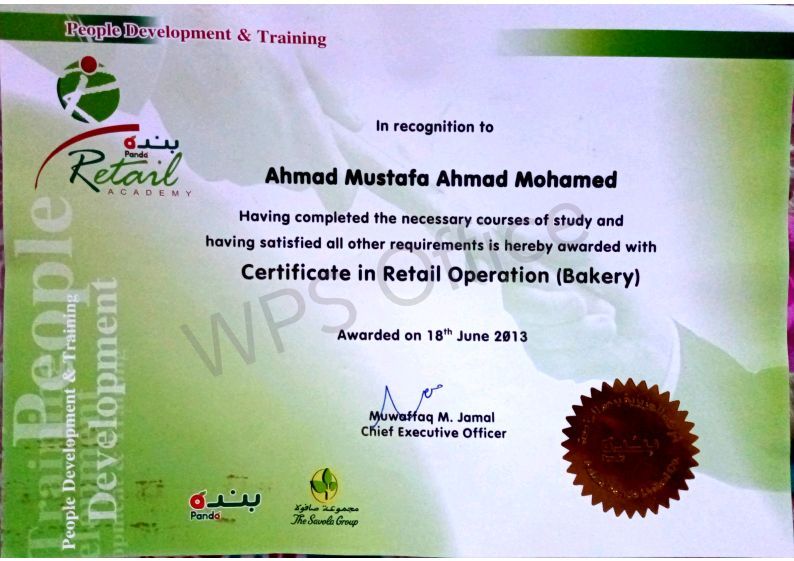 People Development & Training
بنده
Panda
Retail
ACADEMY
In recognition to
Ahmad Mustafa Ahmad Mohamed
Having completed the necessary courses of study and
having satisfied all other requirements is hereby awarded with
Certificate in Retail Operation (Bakery)
Awarded on 18th June 2013
Muwaffaq M. Jamal
Chief Executive Officer
WPS Office
People
Development
People Development & Training
بنده
Panda
مجموعة صافولا
The Savola Group